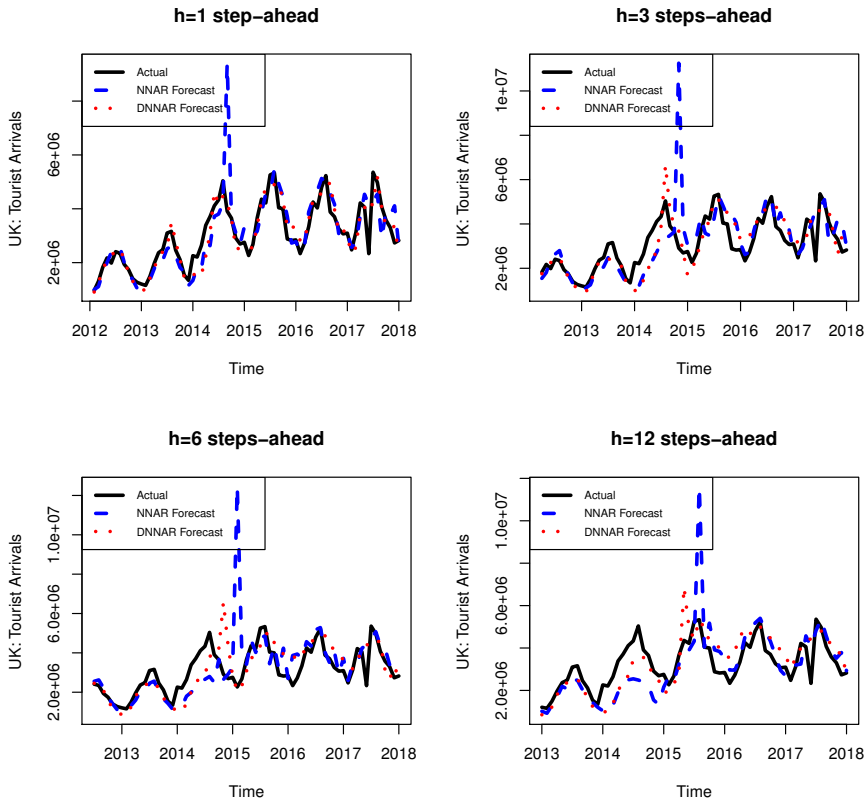 h=1 step−ahead
UK: Tourist Arrivals
6e+06
2e+06
Actual
NNAR Forecast
DNNAR Forecast
2012 2013 2014 2015 2016 2017 2018
Time
h=3 steps−ahead
UK: Tourist Arrivals
1e+07
6e+06
2e+06
Actual
NNAR Forecast
DNNAR Forecast
2013 2014 2015 2016 2017 2018
Time
h=6 steps−ahead
UK: Tourist Arrivals
1.0e+07
6.0e+06
2.0e+06
Actual
NNAR Forecast
DNNAR Forecast
2013 2014 2015 2016 2017 2018
Time
h=12 steps−ahead
UK: Tourist Arrivals
1.0e+07
6.0e+06
2.0e+06
Actual
NNAR Forecast
DNNAR Forecast
2013 2014 2015 2016 2017 2018
Time